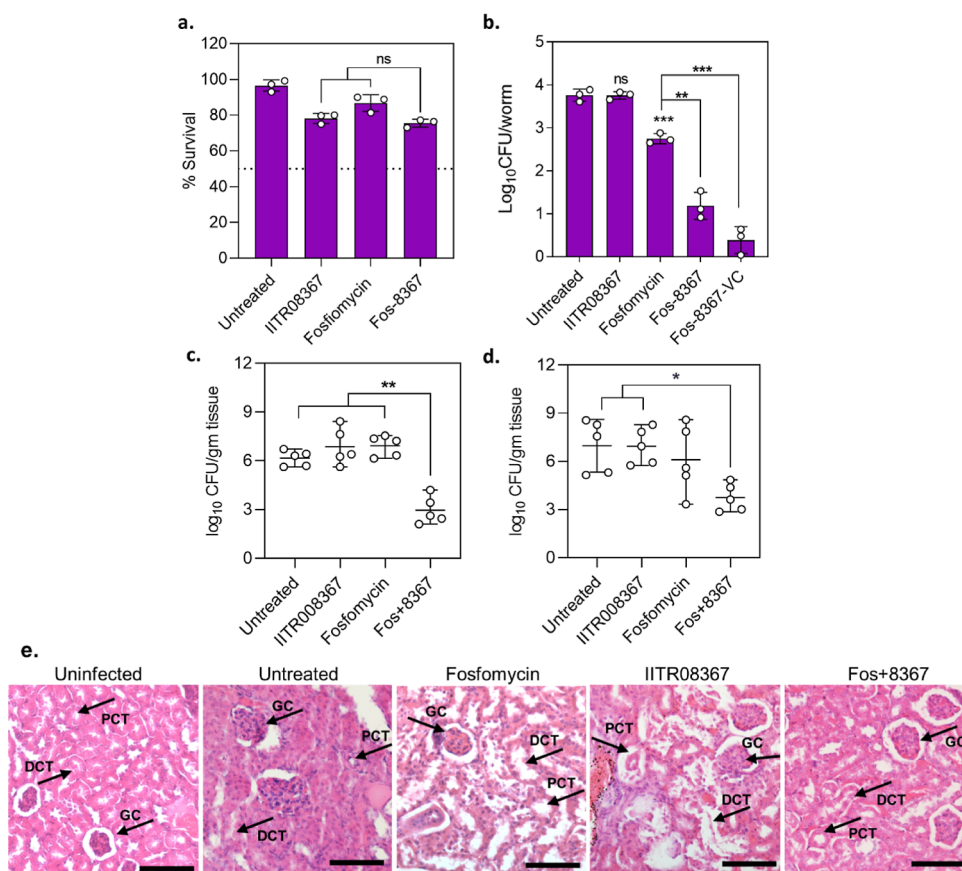 a.
% Survival
120
100
80
60
40
20
0
ns
Untreated
IITR08367
Fosfiomycin
Fos-8367
b.
Log10CFU/worm
5
4
3
2
1
0
ns
***
**
***
Untreated
IITR08367
Fosfomycin
Fos-8367
Fos-8367-VC
c.
log10 CFU/gm tissue
12
9
6
3
0
**
Untreated
IITR008367
Fosfomycin
Fos+8367
d.
log10 CFU/gm tissue
12
9
6
3
0
*
Untreated
IITR008367
Fosfomycin
Fos+8367
e.
Uninfected
PCT
DCT
GC
Untreated
GC
PCT
DCT
Fosfomycin
GC
DCT
PCT
IITR08367
PCT
GC
DCT
Fos+8367
GC
DCT
PCT